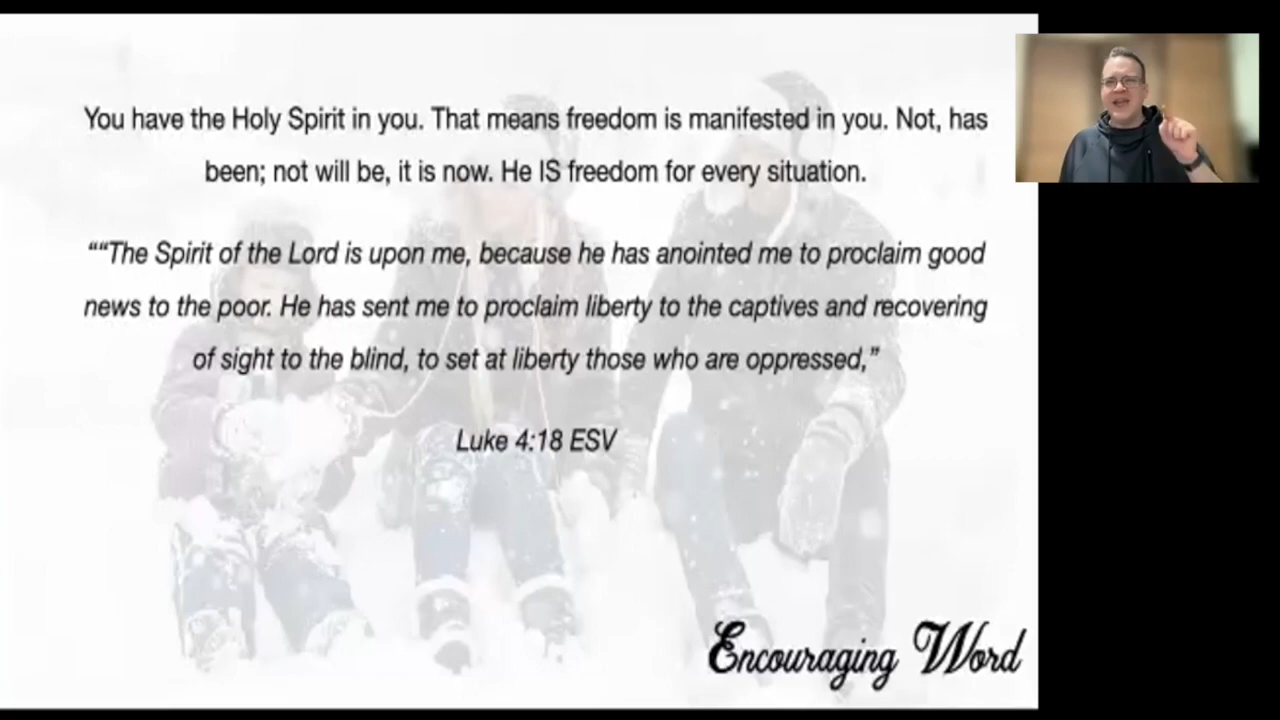 You have the Holy Spirit in you. That means freedom is manifested in you. Not, has
been; not will be, it is now. He IS freedom for every situation.
““The Spirit of the Lord is upon me, because he has anointed me to proclaim good
news to the poor. He has sent me to proclaim liberty to the captives and recovering
of sight to the blind, to set at liberty those who are oppressed,”
Luke 4:18 ESV
Encouraging Word